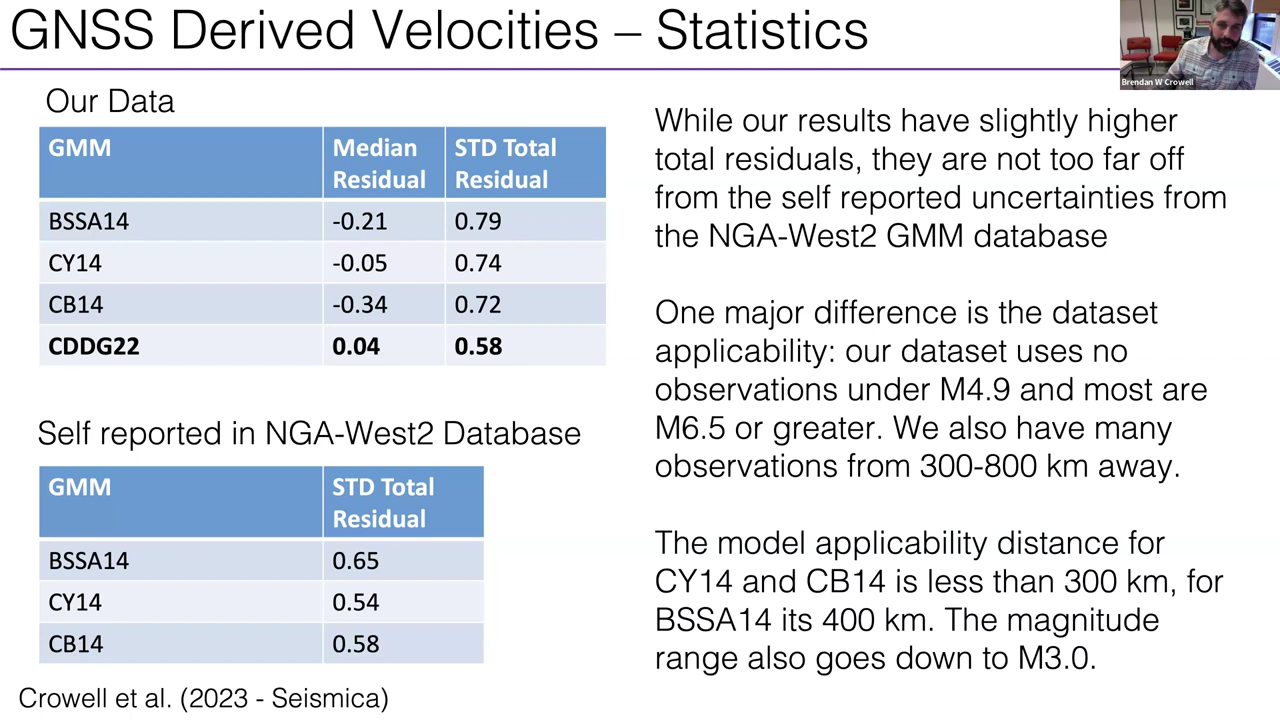 GNSS Derived Velocities – Statistics
Brendan W Crowell
Our Data
GMM Median Residual STD Total Residual
BSSA14 -0.21 0.79
CY14 -0.05 0.74
CB14 -0.34 0.72
CDDG22 0.04 0.58
Self reported in NGA-West2 Database
GMM STD Total Residual
BSSA14 0.65
CY14 0.54
CB14 0.58
Crowell et al. (2023 - Seismica)
While our results have slightly higher
total residuals, they are not too far off
from the self reported uncertainties from
the NGA-West2 GMM database
One major difference is the dataset
applicability: our dataset uses no
observations under M4.9 and most are
M6.5 or greater. We also have many
observations from 300-800 km away.
The model applicability distance for
CY14 and CB14 is less than 300 km, for
BSSA14 its 400 km. The magnitude
range also goes down to M3.0.